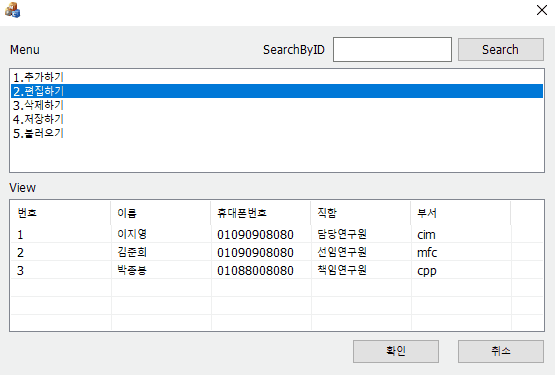 Menu SearchByID Search
1.추가하기
2.편집하기
3.삭제하기
4.저장하기
5.불러오기
View
번호 이름 휴대폰번호 직함 부서
1 이지영 01090908080 담당연구원 cim
2 김준희 01090908080 선임연구원 mfc
3 박종봉 01088008080 책임연구원 cpp
확인 취소